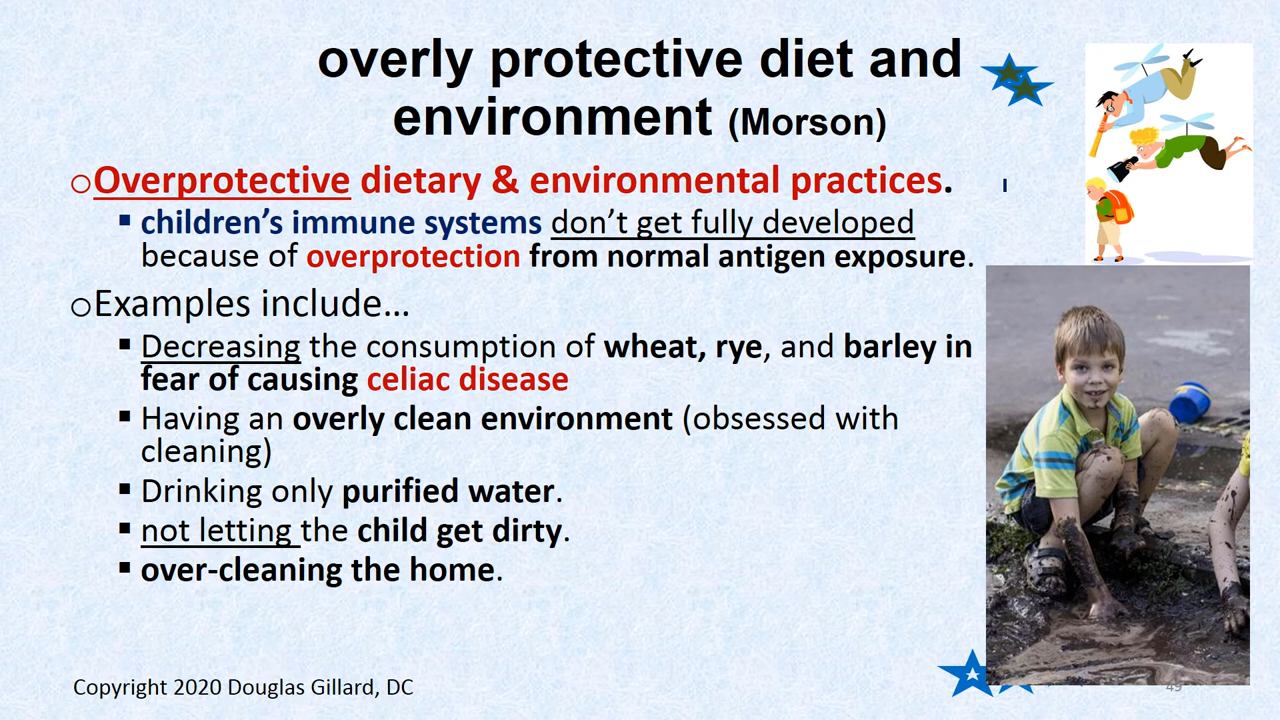 overly protective diet and
environment (Morson)
oOverprotective dietary & environmental practices.
▪ children’s immune systems don’t get fully developed
because of overprotection from normal antigen exposure.
oExamples include…
▪ Decreasing the consumption of wheat, rye, and barley in
fear of causing celiac disease
▪ Having an overly clean environment (obsessed with
cleaning)
▪ Drinking only purified water.
▪ not letting the child get dirty.
▪ over-cleaning the home.
Copyright 2020 Douglas Gillard, DC
49